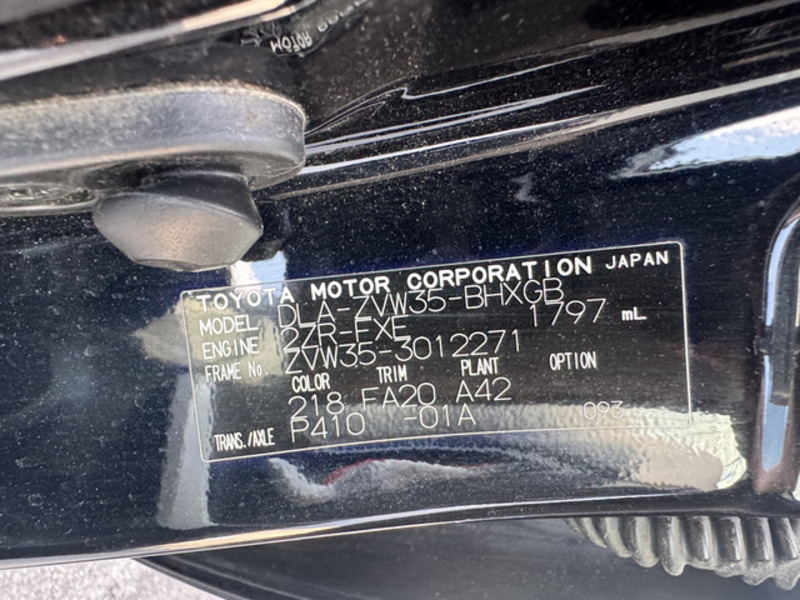 TOYOTA MOTOR CORPORATION JAPAN
MODEL DLA-ZVW35-BHXGB
ENGINE 2ZR-FXE 1797 mL
FRAME No. ZVW35-3012271
COLOR TRIM PLANT OPTION
218 FA20 A42
TRANS./AXLE P410 -01A 093